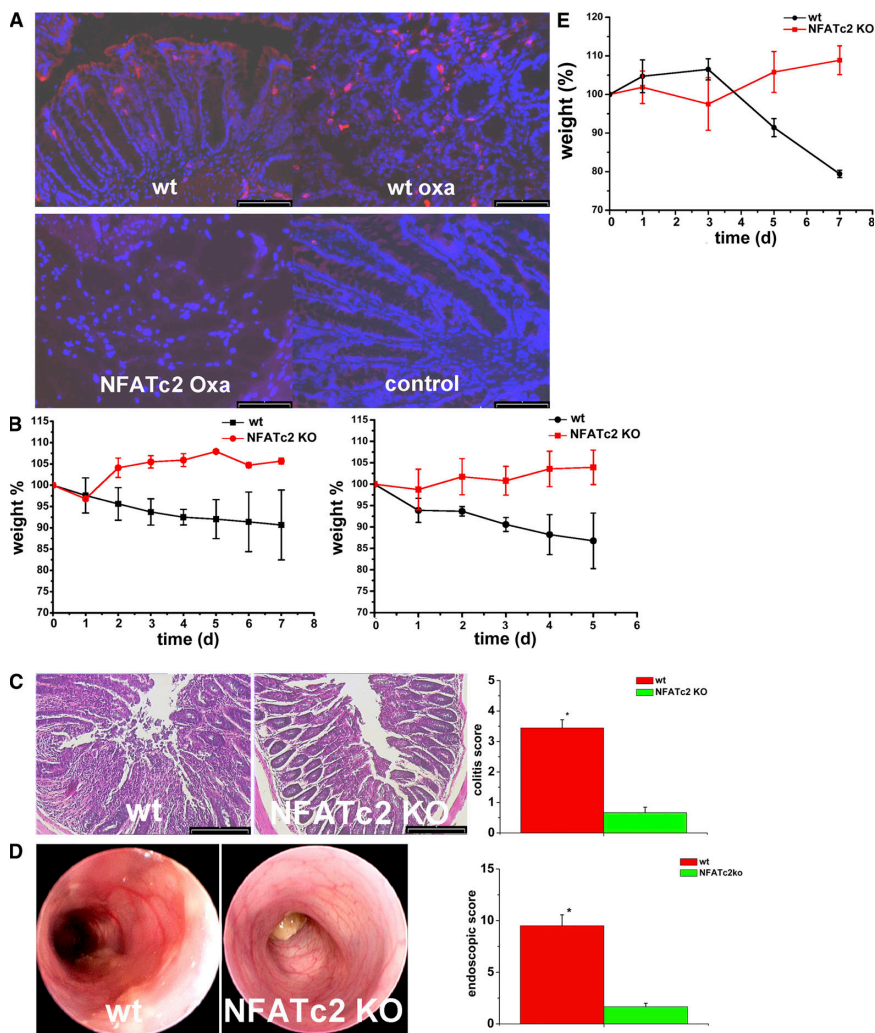 A
wt
wt oxa
NFATc2 Oxa
control
E
wt
NFATc2 KO
110
100
90
80
70
weight (%)
0 1 2 3 4 5 6 7 8
time (d)
B
wt
NFATc2 KO
115
110
105
100
95
90
85
80
75
70
weight %
0 1 2 3 4 5 6 7 8
time (d)
wt
NFATc2 KO
115
110
105
100
95
90
85
80
75
70
weight %
0 1 2 3 4 5 6
time (d)
C
wt
NFATc2 KO
wt
NFATc2 KO
5
4
3
2
1
0
colitis score
*
D
wt
NFATc2 KO
wt
NFATc2ko
15
10
5
0
endoscopic score
*